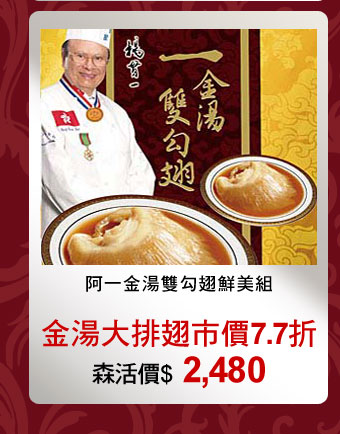 楊貫一
一金湯
雙勾翅
阿一金湯雙勾翅鮮美組
金湯大排翅市價7.7折
森活價$ 2,480